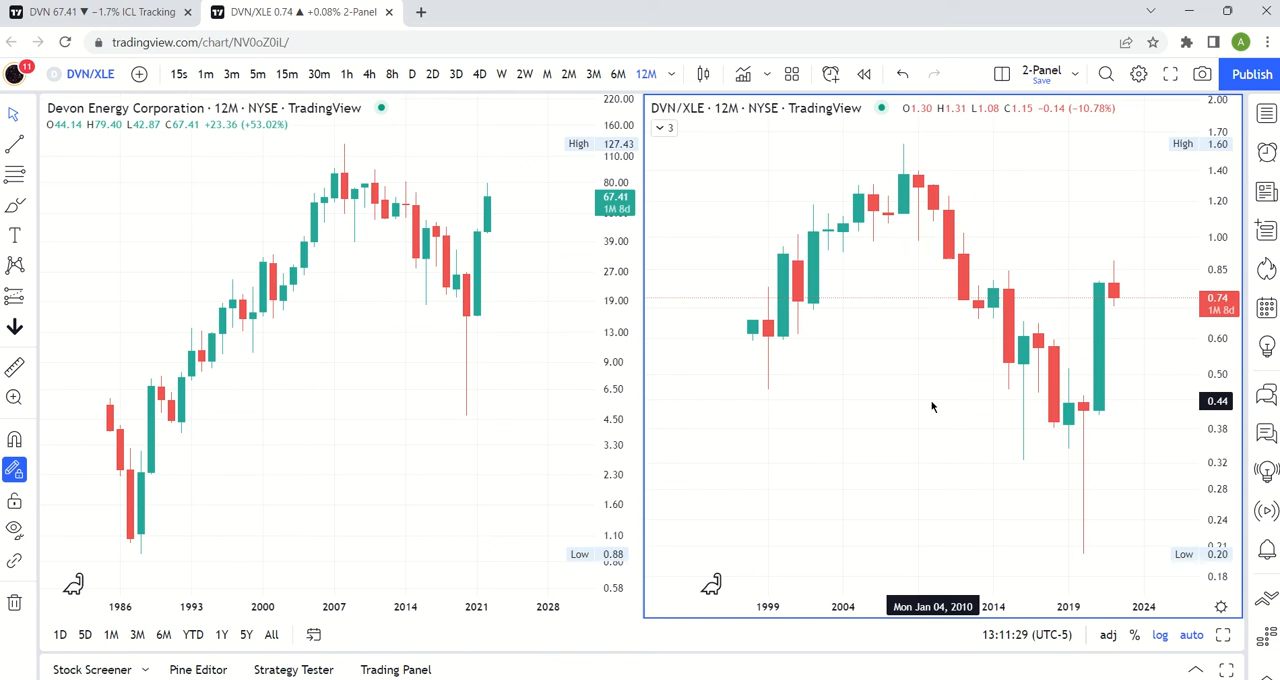 DVN 67.41 ▼ −1.7% ICL Tracking
DVN/XLE 0.74 ▲ +0.08% 2-Panel
tradingview.com/chart/NV0oZ0iL/
A
11
D
DVN/XLE
15s 1m 3m 5m 15m 30m 1h 4h 8h D 2D 3D 4D W 2W M 2M 3M 6M 12M
2-Panel
Save
Publish
Devon Energy Corporation · 12M · NYSE · TradingView
O44.14 H79.40 L42.87 C67.41 +23.36 (+53.02%)
220.00
160.00
High 127.43
110.00
80.00
67.41
1M 8d
39.00
27.00
19.00
13.00
9.00
6.50
4.50
3.30
2.30
1.60
1.10
Low 0.88
0.80
0.58
1986 1993 2000 2007 2014 2021 2028
DVN/XLE · 12M · NYSE · TradingView
O1.30 H1.31 L1.08 C1.15 −0.14 (−10.78%)
3
2.00
1.70
High 1.60
1.40
1.20
1.00
0.85
0.74
1M 8d
0.60
0.50
0.44
0.38
0.32
0.28
0.24
0.21
Low 0.20
0.18
1999 2004 Mon Jan 04, 2010 2014 2019 2024
1D 5D 1M 3M 6M YTD 1Y 5Y All
13:11:29 (UTC-5) adj % log auto
Stock Screener Pine Editor Strategy Tester Trading Panel